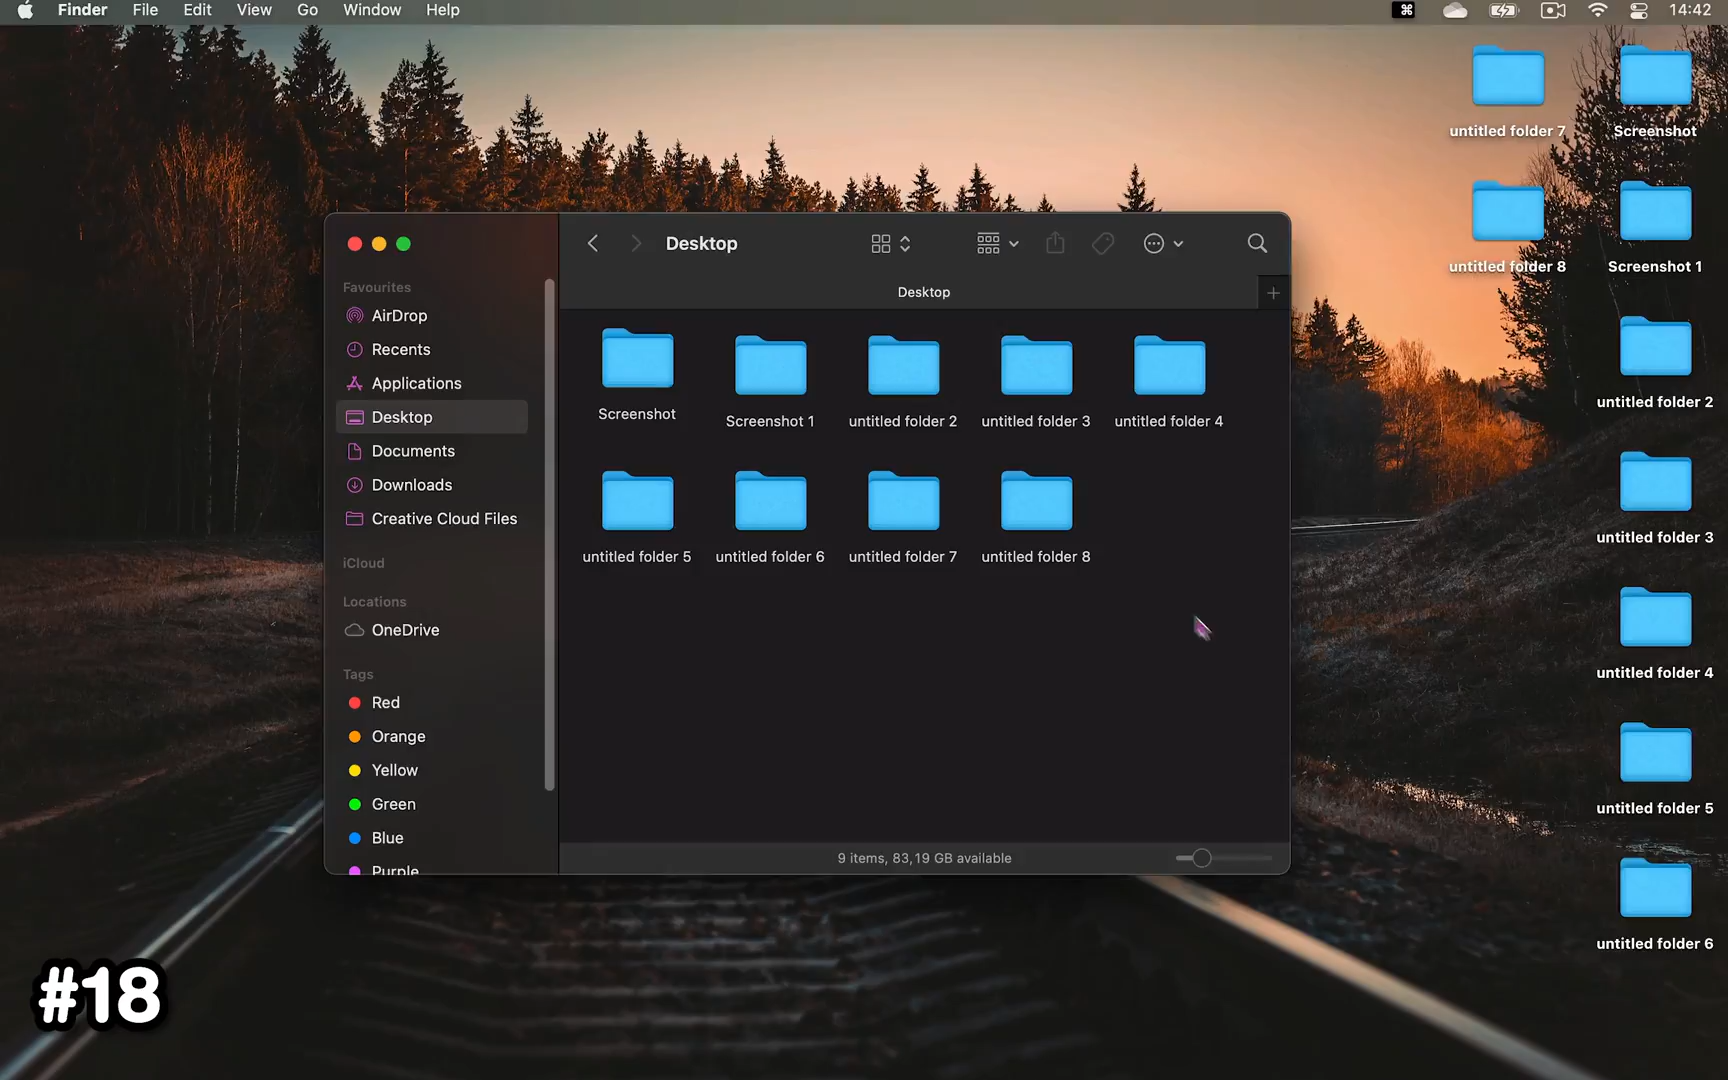 Finder File Edit View Go Window Help 14:42
untitled folder 7 Screenshot
untitled folder 8 Screenshot 1
untitled folder 2
untitled folder 3
untitled folder 4
untitled folder 5
untitled folder 6
Desktop
Desktop
Favourites
AirDrop
Recents
Applications
Desktop
Documents
Downloads
Creative Cloud Files
iCloud
Locations
OneDrive
Tags
Red
Orange
Yellow
Green
Blue
Purple
Screenshot Screenshot 1 untitled folder 2 untitled folder 3 untitled folder 4
untitled folder 5 untitled folder 6 untitled folder 7 untitled folder 8
9 items, 83,19 GB available
#18